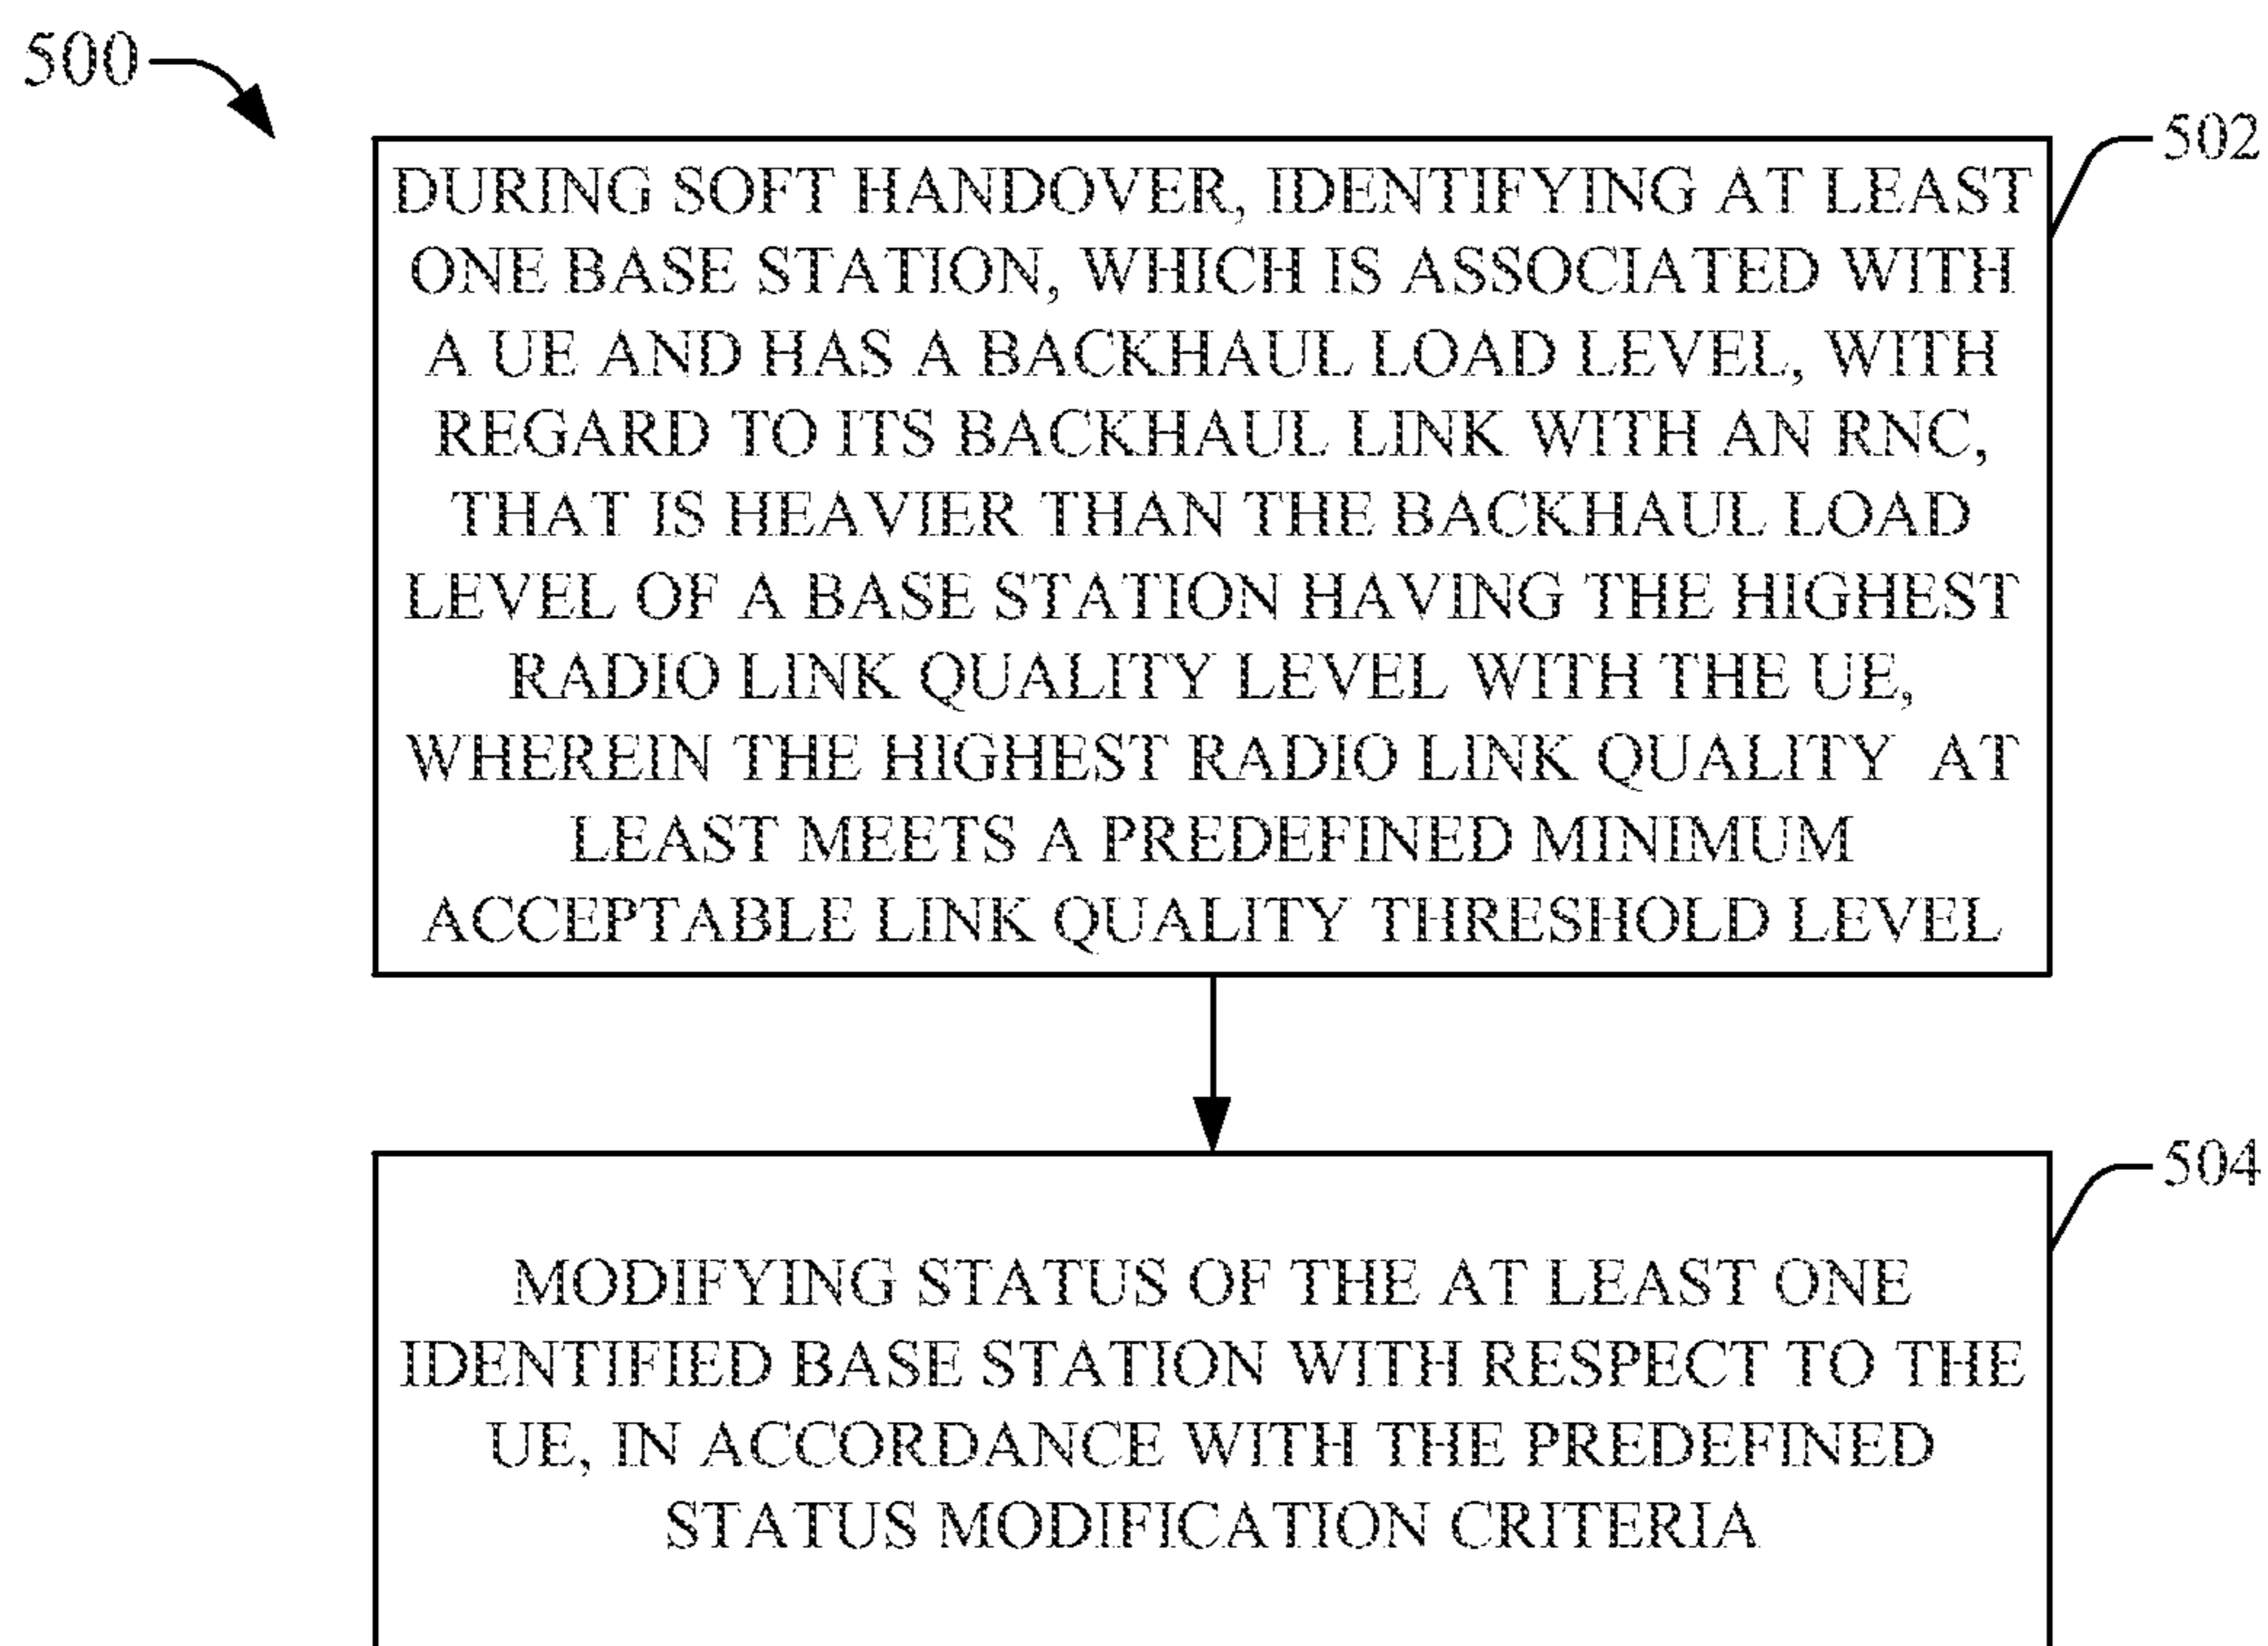 500
502
DURING SOFT HANDOVER, IDENTIFYING AT LEAST
ONE BASE STATION, WHICH IS ASSOCIATED WITH
A UE AND HAS A BACKHAUL LOAD LEVEL, WITH
REGARD TO ITS BACKHAUL LINK WITH AN RNC,
THAT IS HEAVIER THAN THE BACKHAUL LOAD
LEVEL OF A BASE STATION HAVING THE HIGHEST
RADIO LINK QUALITY LEVEL WITH THE UE,
WHEREIN THE HIGHEST RADIO LINK QUALITY AT
LEAST MEETS A PREDEFINED MINIMUM
ACCEPTABLE LINK QUALITY THRESHOLD LEVEL
504
MODIFYING STATUS OF THE AT LEAST ONE
IDENTIFIED BASE STATION WITH RESPECT TO THE
UE, IN ACCORDANCE WITH THE PREDEFINED
STATUS MODIFICATION CRITERIA